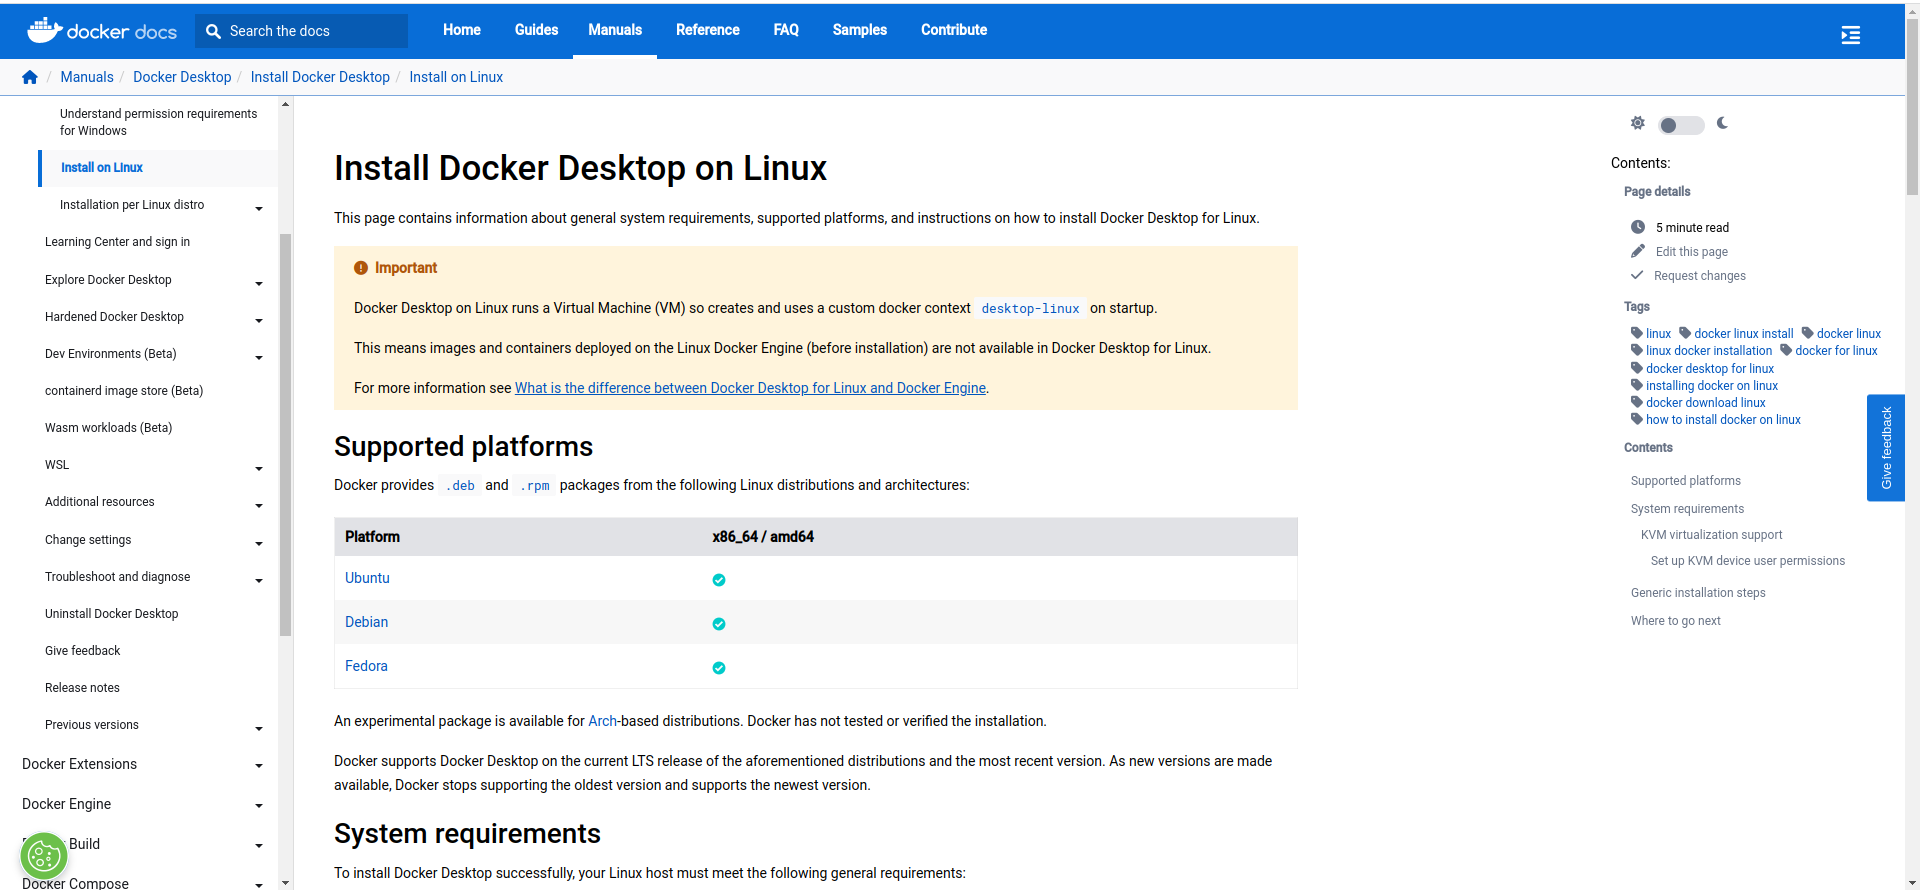 docker docs
Search the docs
Home Guides Manuals Reference FAQ Samples Contribute
/ Manuals / Docker Desktop / Install Docker Desktop / Install on Linux
Understand permission requirements
for Windows
Install on Linux
Installation per Linux distro
Learning Center and sign in
Explore Docker Desktop
Hardened Docker Desktop
Dev Environments (Beta)
containerd image store (Beta)
Wasm workloads (Beta)
WSL
Additional resources
Change settings
Troubleshoot and diagnose
Uninstall Docker Desktop
Give feedback
Release notes
Previous versions
Docker Extensions
Docker Engine
Build
Docker Compose
Install Docker Desktop on Linux
This page contains information about general system requirements, supported platforms, and instructions on how to install Docker Desktop for Linux.
Important
Docker Desktop on Linux runs a Virtual Machine (VM) so creates and uses a custom docker context desktop-linux on startup.
This means images and containers deployed on the Linux Docker Engine (before installation) are not available in Docker Desktop for Linux.
For more information see What is the difference between Docker Desktop for Linux and Docker Engine.
Supported platforms
Docker provides .deb and .rpm packages from the following Linux distributions and architectures:
Platform x86_64 / amd64
Ubuntu
Debian
Fedora
An experimental package is available for Arch-based distributions. Docker has not tested or verified the installation.
Docker supports Docker Desktop on the current LTS release of the aforementioned distributions and the most recent version. As new versions are made
available, Docker stops supporting the oldest version and supports the newest version.
System requirements
To install Docker Desktop successfully, your Linux host must meet the following general requirements:
Contents:
Page details
5 minute read
Edit this page
Request changes
Tags
linux docker linux install docker linux
linux docker installation docker for linux
docker desktop for linux
installing docker on linux
docker download linux
how to install docker on linux
Contents
Supported platforms
System requirements
KVM virtualization support
Set up KVM device user permissions
Generic installation steps
Where to go next
Give feedback